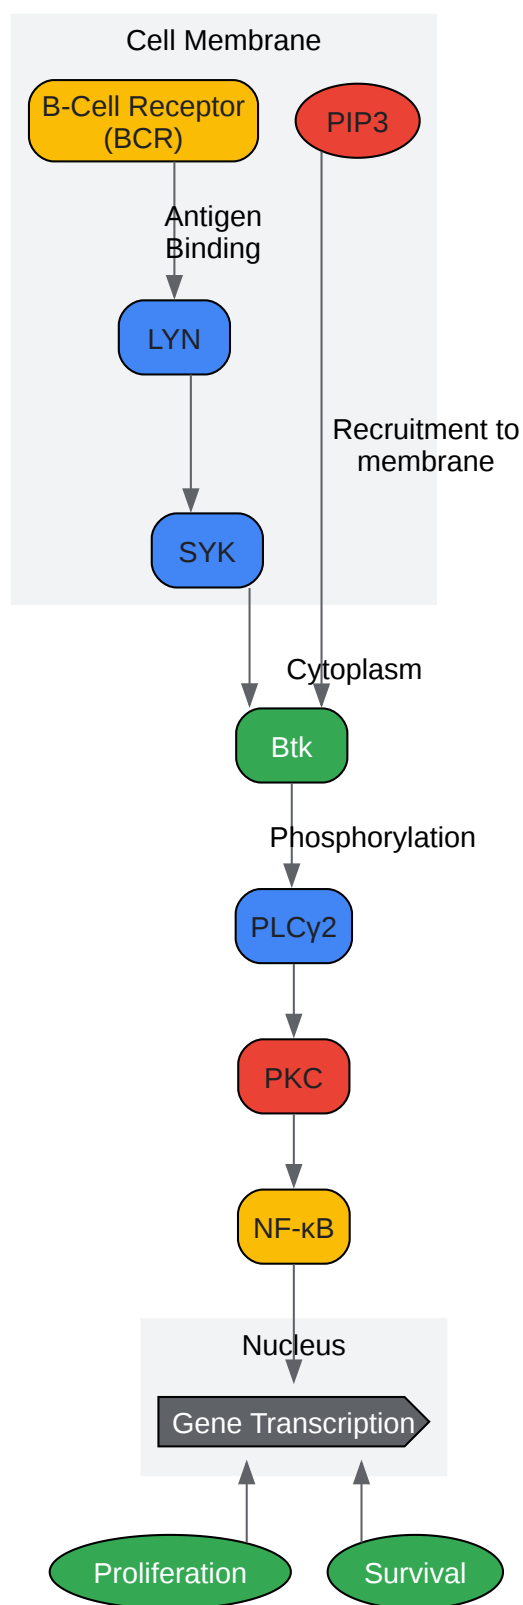 Cell Membrane
B-Cell Receptor
(BCR)
PIP3
Antigen
Binding
LYN
Recruitment to
membrane
SYK
Cytoplasm
Btk
Phosphorylation
PLCγ2
PKC
NF-κB
Nucleus
Gene Transcription
Proliferation
Survival